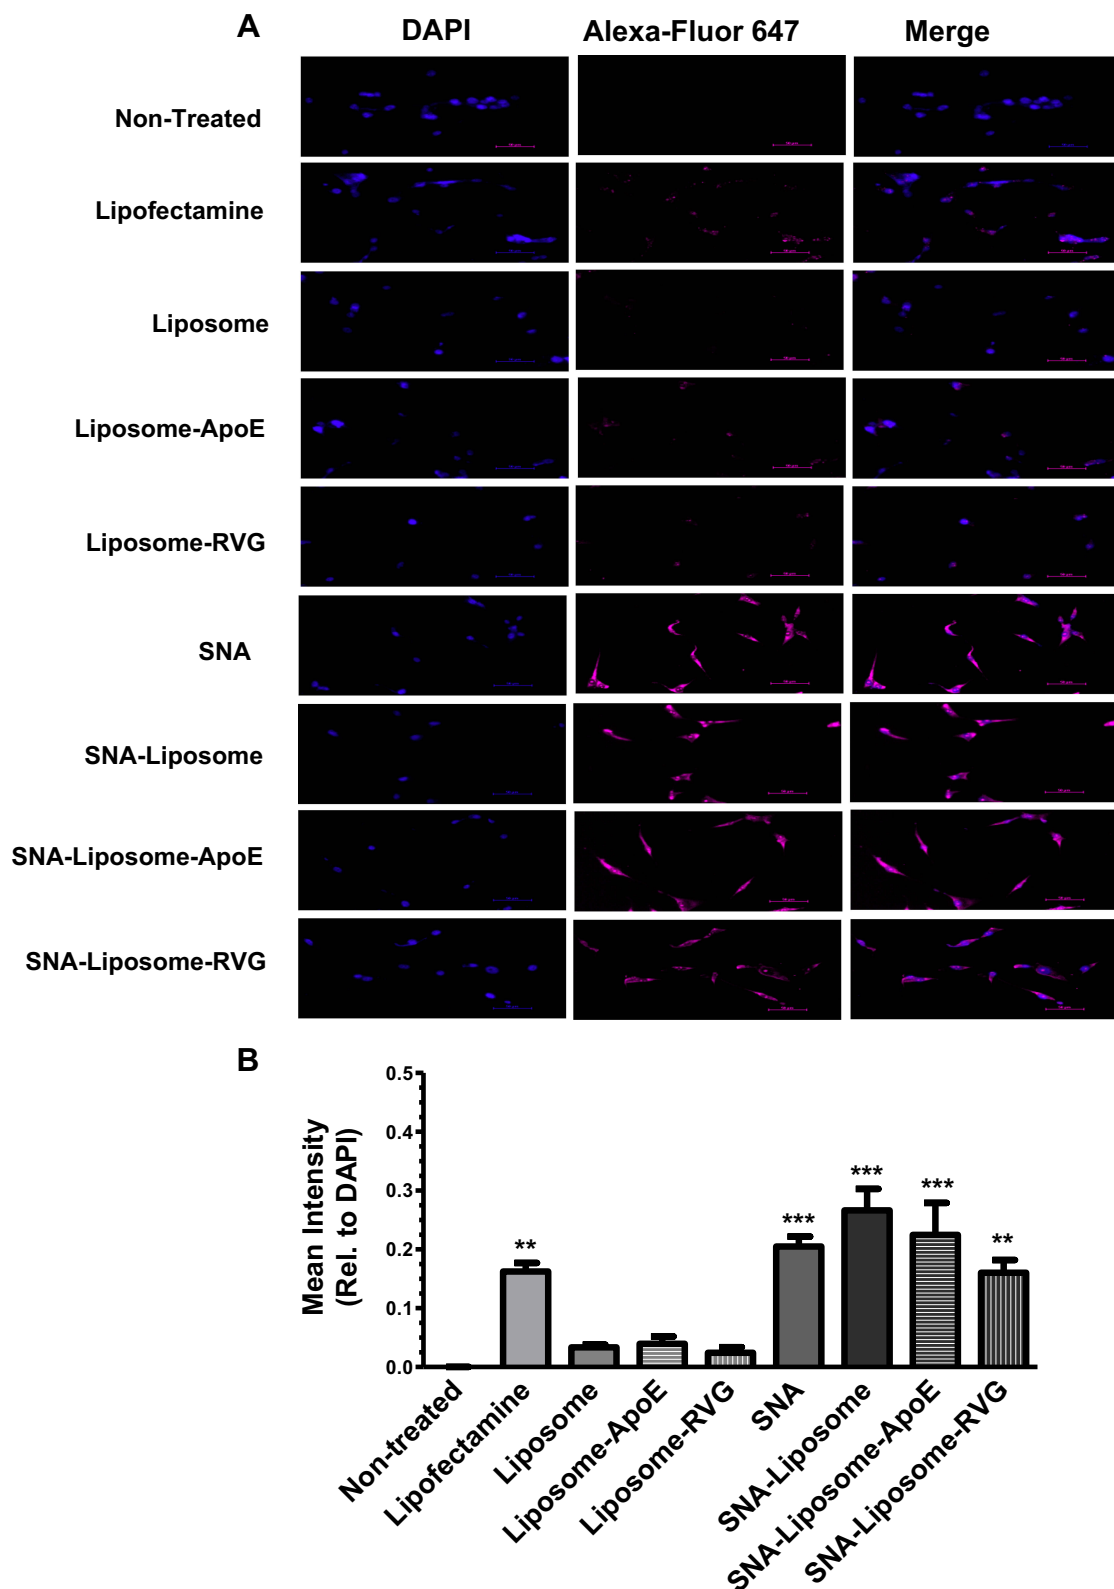 A
DAPI
Alexa-Fluor 647
Merge
Non-Treated
Lipofectamine
Liposome
Liposome-ApoE
Liposome-RVG
SNA
SNA-Liposome
SNA-Liposome-ApoE
SNA-Liposome-RVG
B
Mean Intensity
(Rel. to DAPI)
0.5
0.4
0.3
0.2
0.1
0.0
**
***
***
***
**
Non-treated
Lipofectamine
Liposome
Liposome-ApoE
Liposome-RVG
SNA
SNA-Liposome
SNA-Liposome-ApoE
SNA-Liposome-RVG